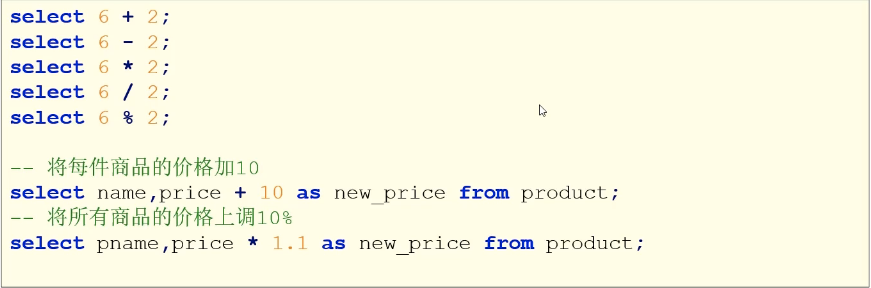 select 6 + 2;
select 6 - 2;
select 6 * 2;
select 6 / 2;
select 6 % 2;
-- 将每件商品的价格加10
select name,price + 10 as new_price from product;
-- 将所有商品的价格上调10%
select pname,price * 1.1 as new_price from product;